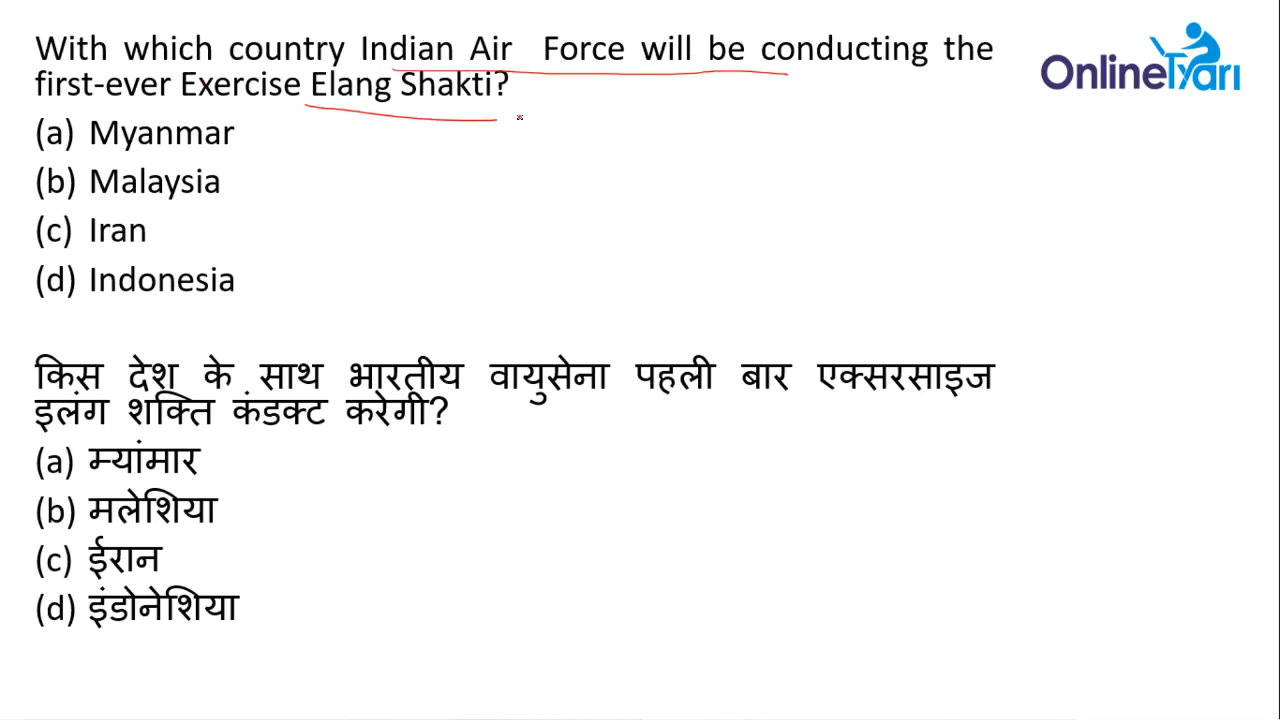 With which country Indian Air Force will be conducting the
first-ever Exercise Elang Shakti?
(a) Myanmar
(b) Malaysia
(c) Iran
(d) Indonesia
किस देश के साथ भारतीय वायुसेना पहली बार एक्सरसाइज
इलंग शक्ति कंडक्ट करेगी?
(a) म्यांमार
(b) मलेशिया
(c) ईरान
(d) इंडोनेशिया
OnlineTyari